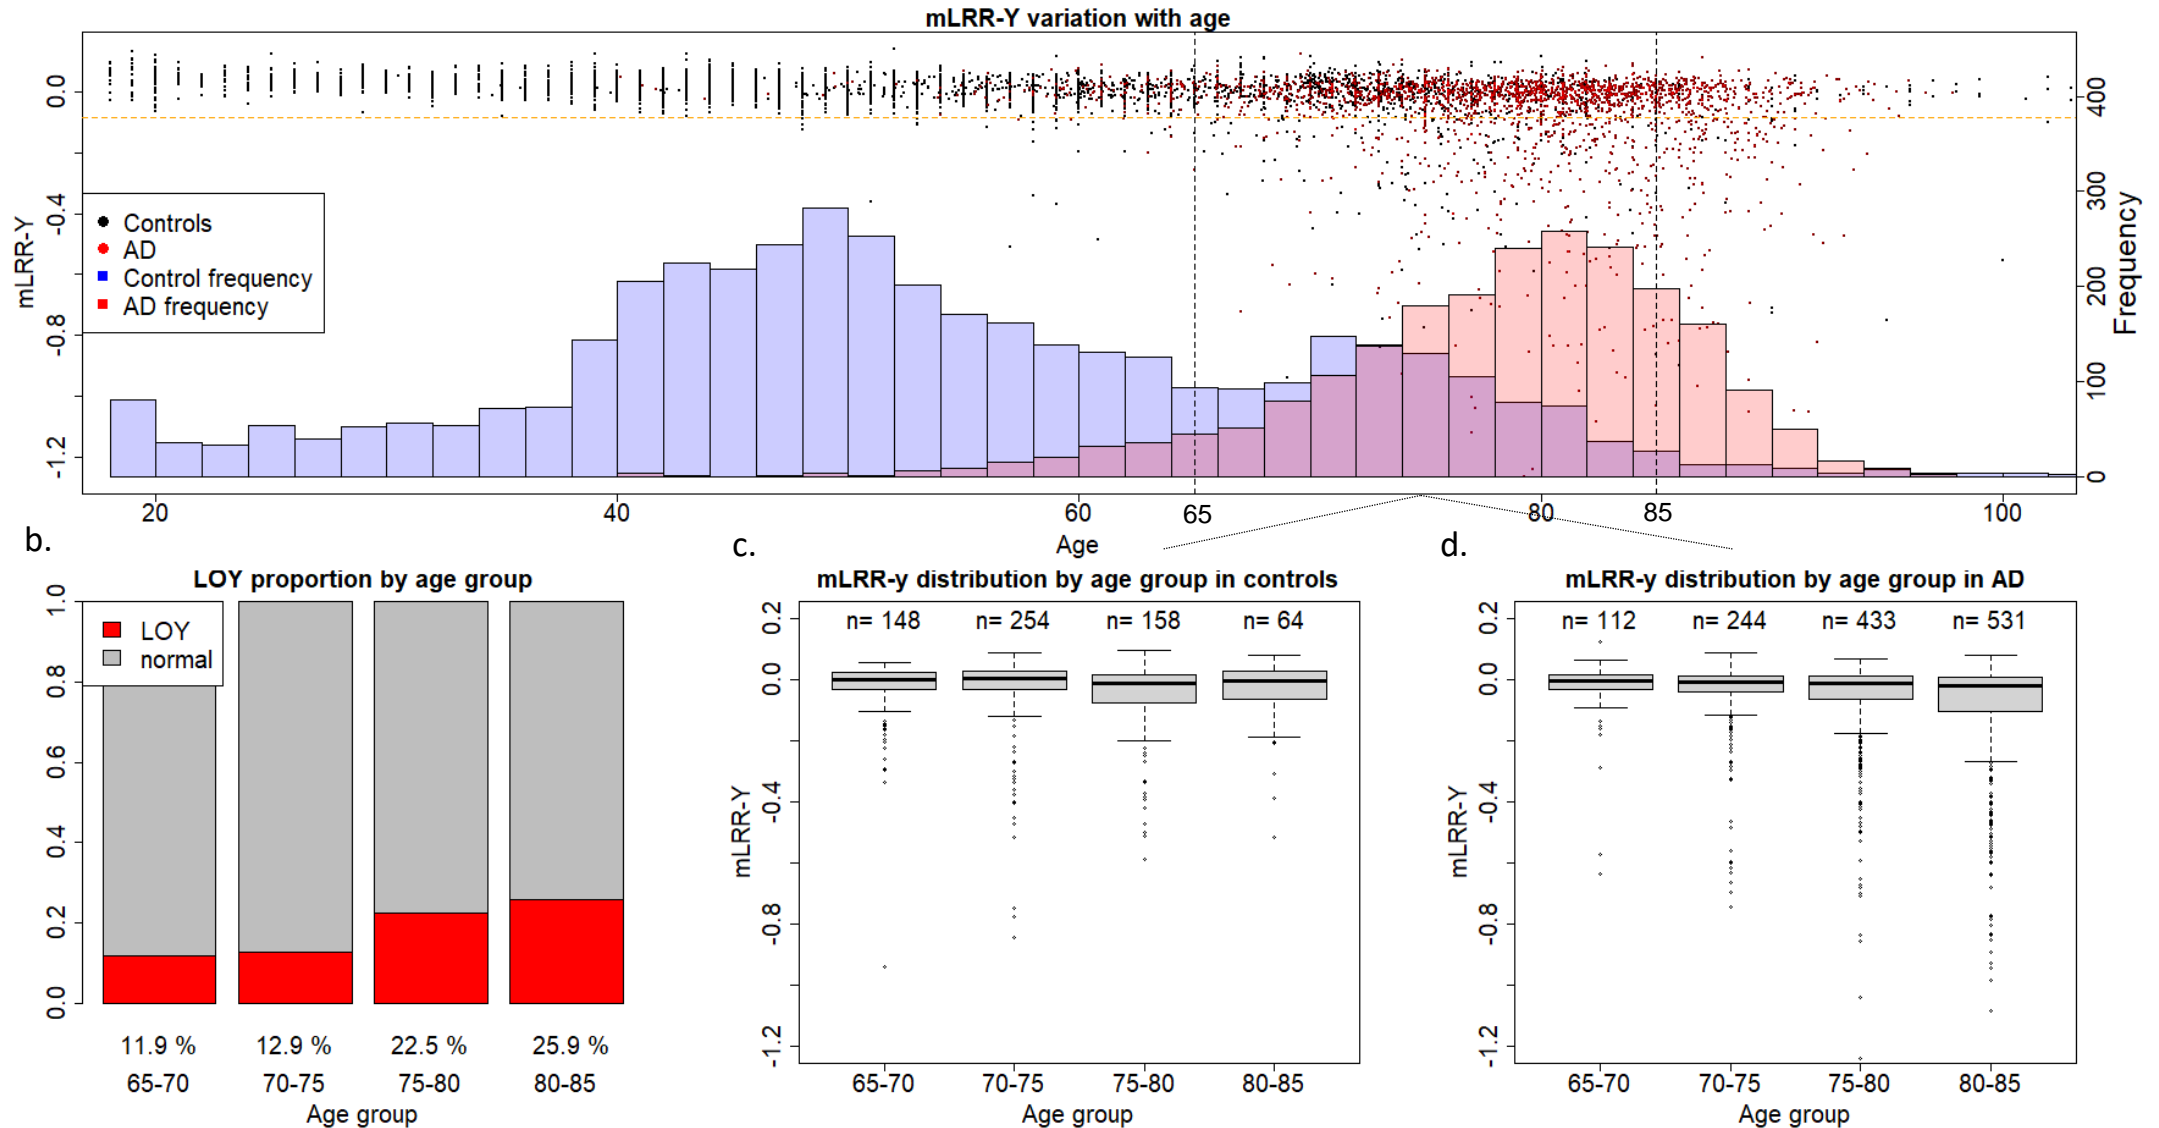 mLRR-Y variation with age
0.0
-0.4
-0.8
-1.2
mLRR-Y
400
300
200
100
0
Frequency
Controls
AD
Control frequency
AD frequency
20 40 60 65 80 85 100
Age
b.
LOY proportion by age group
1.0
0.8
0.6
0.4
0.2
0.0
LOY
normal
11.9 % 12.9 % 22.5 % 25.9 %
65-70 70-75 75-80 80-85
Age group
c.
mLRR-y distribution by age group in controls
n= 148 n= 254 n= 158 n= 64
0.2
0.0
-0.4
-0.8
-1.2
mLRR-Y
65-70 70-75 75-80 80-85
Age group
d.
mLRR-y distribution by age group in AD
n= 112 n= 244 n= 433 n= 531
0.2
0.0
-0.4
-0.8
-1.2
mLRR-Y
65-70 70-75 75-80 80-85
Age group